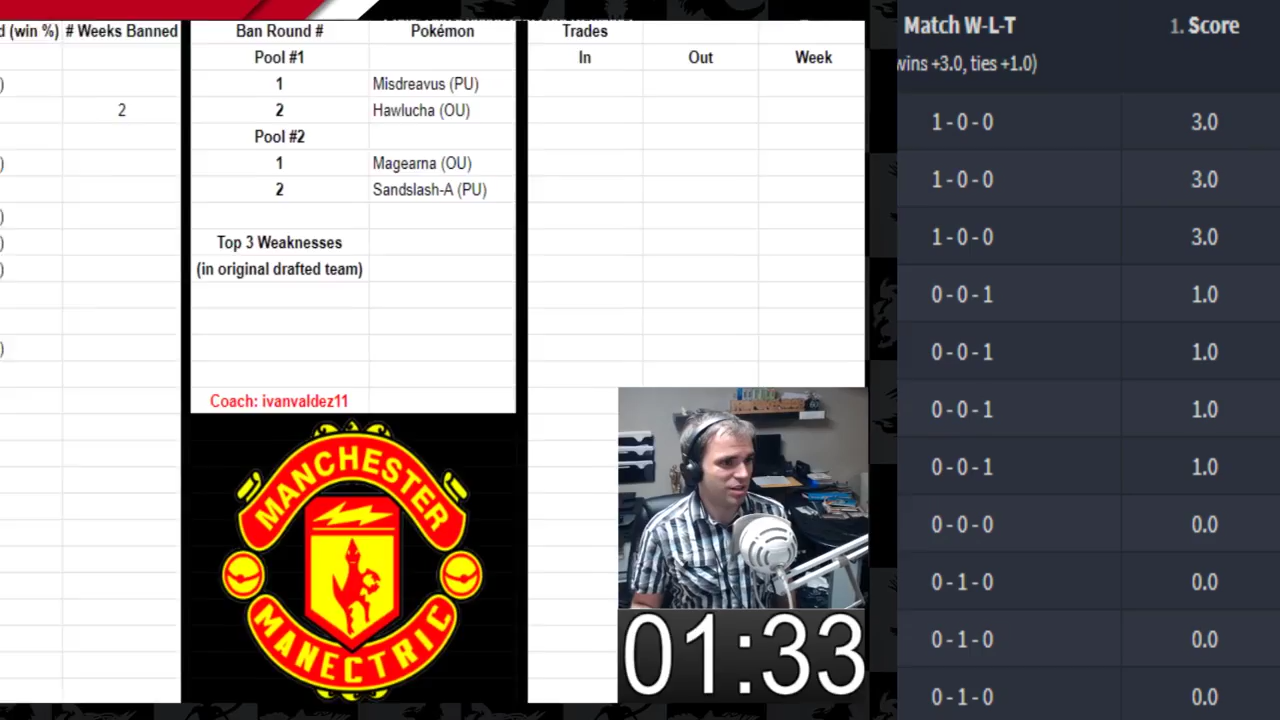 d (win %) # Weeks Banned
)
2
)
)
)
)
)
Ban Round # Pokémon
Pool #1
1 Misdreavus (PU)
2 Hawlucha (OU)
Pool #2
1 Magearna (OU)
2 Sandslash-A (PU)
Top 3 Weaknesses
(in original drafted team)
Coach: ivanvaldez11
MANCHESTER
MANECTRIC
Trades
In Out Week
01:33
Match W-L-T 1. Score
wins +3.0, ties +1.0)
1 - 0 - 0 3.0
1 - 0 - 0 3.0
1 - 0 - 0 3.0
0 - 0 - 1 1.0
0 - 0 - 1 1.0
0 - 0 - 1 1.0
0 - 0 - 1 1.0
0 - 0 - 0 0.0
0 - 1 - 0 0.0
0 - 1 - 0 0.0
0 - 1 - 0 0.0